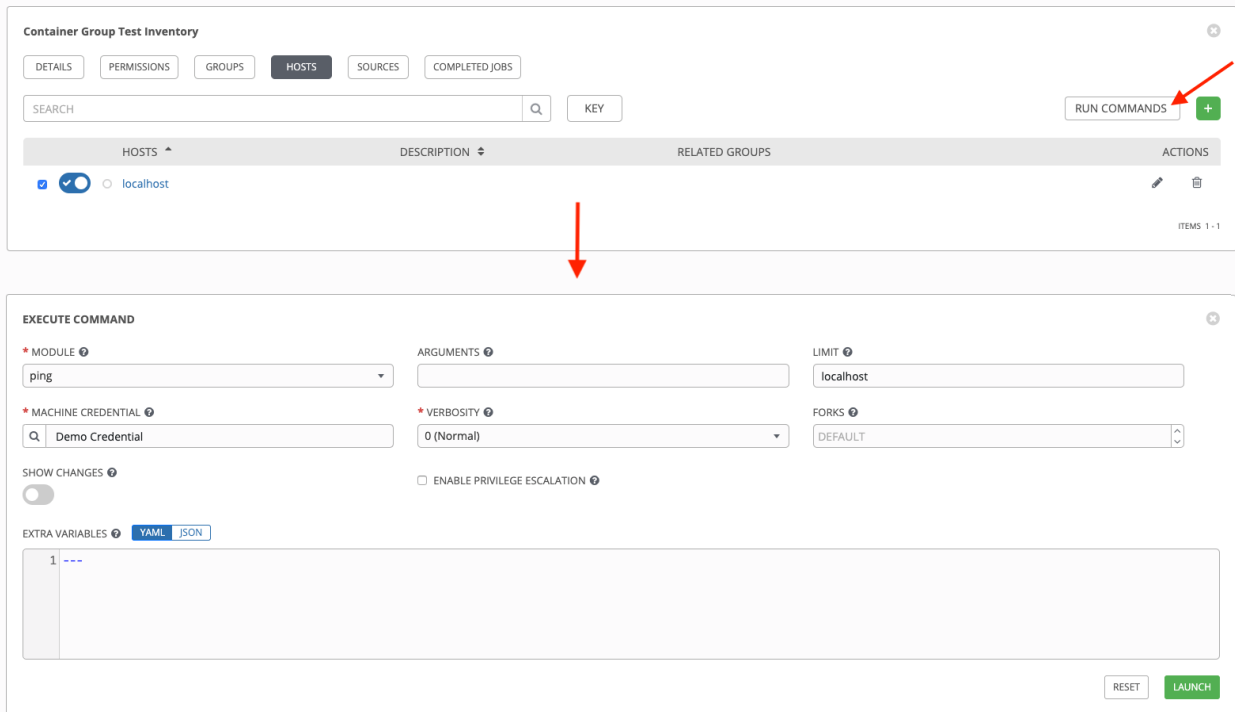 Container Group Test Inventory
DETAILS PERMISSIONS GROUPS HOSTS SOURCES COMPLETED JOBS
SEARCH KEY RUN COMMANDS +
HOSTS DESCRIPTION RELATED GROUPS ACTIONS
localhost
ITEMS 1 - 1
EXECUTE COMMAND
* MODULE ARGUMENTS LIMIT
ping localhost
* MACHINE CREDENTIAL * VERBOSITY FORKS
Demo Credential 0 (Normal) DEFAULT
SHOW CHANGES ENABLE PRIVILEGE ESCALATION
EXTRA VARIABLES YAML JSON
1 ---
RESET LAUNCH